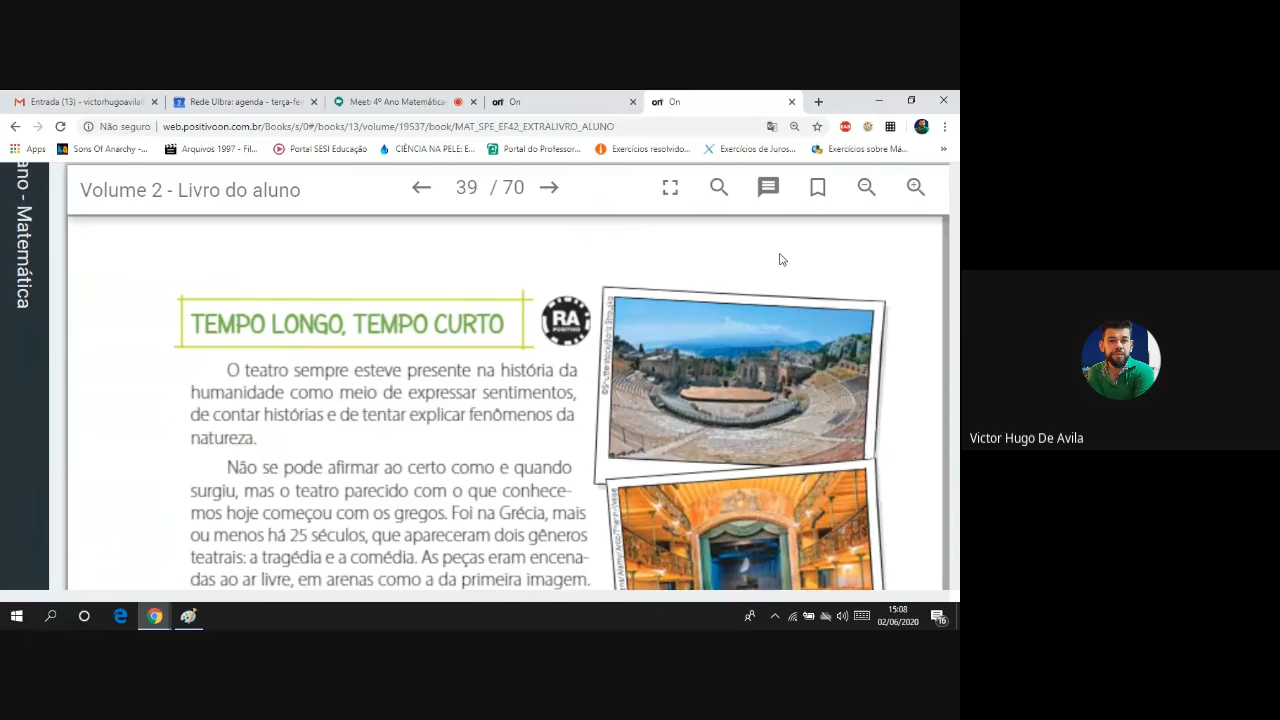 Entrada (13) - victorhugoavila
Rede Ulbra: agenda - terça-fe
Meet: 4º Ano Matemática-
On
On
Não segura
web.positivoon.com.br/Books/s/0#/books/13/volume/19537/book/MAT_SPE_EF42_EXTRALIVRO_ALUNO
Apps
Sons Of Anarchy -...
Arquivos 1997 - Fil...
Portal SESI Educação
CIÊNCIA NA PELE: E...
Portal do Professor...
Exercícios resolvido...
Exercícios de Juros...
Exercícios sobre Ma...
ano - Matemática
Volume 2 - Livro do aluno
39 / 70
TEMPO LONGO, TEMPO CURTO
RA
POSITIVO
O teatro sempre esteve presente na história da
humanidade como meio de expressar sentimentos,
de contar histórias e de tentar explicar fenômenos da
natureza.
Não se pode afirmar ao certo como e quando
surgiu, mas o teatro parecido com o que conhece-
mos hoje começou com os gregos. Foi na Grécia, mais
ou menos há 25 séculos, que apareceram dois gêneros
teatrais: a tragédia e a comédia. As peças eram encena-
das ao ar livre, em arenas como a da primeira imagem.
Victor Hugo De Avila
15:08
02/06/2020
16